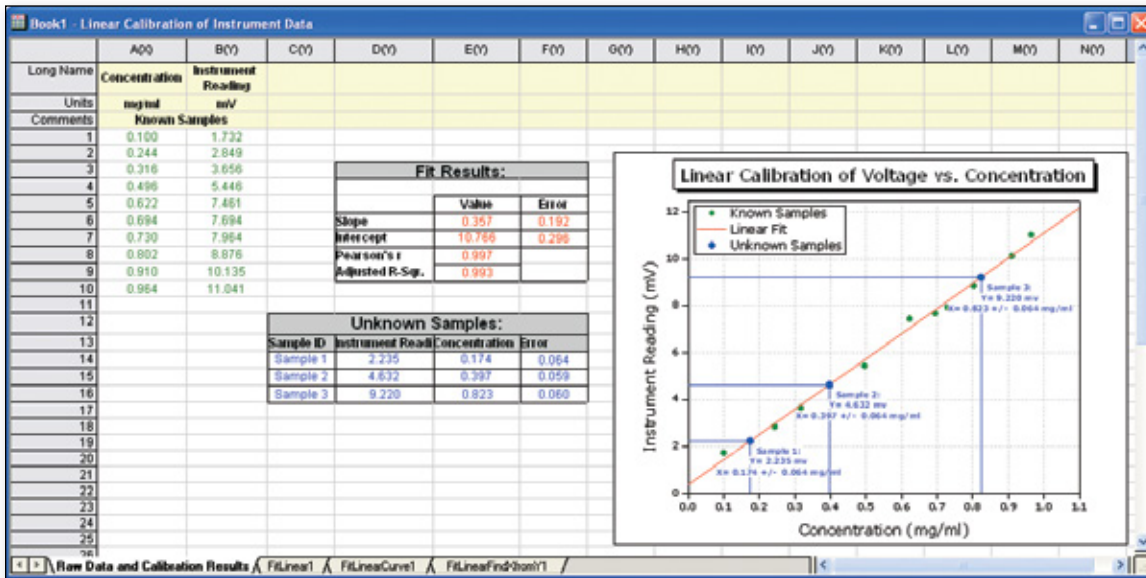 Book1 - Linear Calibration of Instrument Data
A(X) B(Y) C(Y) D(Y) E(Y) F(Y) G(Y) H(Y) I(Y) J(Y) K(Y) L(Y) M(Y) N(Y)
Long Name Concentration Instrument Reading
Units mg/ml mV
Comments Known Samples
1 0.100 1.732
2 0.244 2.849
3 0.316 3.656
4 0.496 5.446
5 0.622 7.461
6 0.694 7.694
7 0.730 7.964
8 0.802 8.876
9 0.910 10.135
10 0.964 11.041
11
12
13
14
15
16
17
18
19
20
21
22
23
24
25
26
Fit Results:
Value Error
Slope 0.357 0.192
Intercept 10.766 0.296
Pearson's r 0.997
Adjusted R-Sqr. 0.993
Unknown Samples:
Sample ID Instrument Readi Concentration Error
Sample 1 2.235 0.174 0.064
Sample 2 4.632 0.397 0.059
Sample 3 9.220 0.823 0.060
Linear Calibration of Voltage vs. Concentration
Known Samples
Linear Fit
Unknown Samples
Instrument Reading (mV)
12
10
8
6
4
2
0
Sample 3:
Y= 9.220 mv
X= 0.823 +/- 0.064 mg/ml
Sample 2:
Y= 4.632 mv
X= 0.397 +/- 0.064 mg/ml
Sample 1:
Y= 2.235 mv
X= 0.174 +/- 0.064 mg/ml
0.0 0.1 0.2 0.3 0.4 0.5 0.6 0.7 0.8 0.9 1.0 1.1
Concentration (mg/ml)
Raw Data and Calibration Results FitLinear1 FitLinearCurve1 FitLinearFindXfromY1